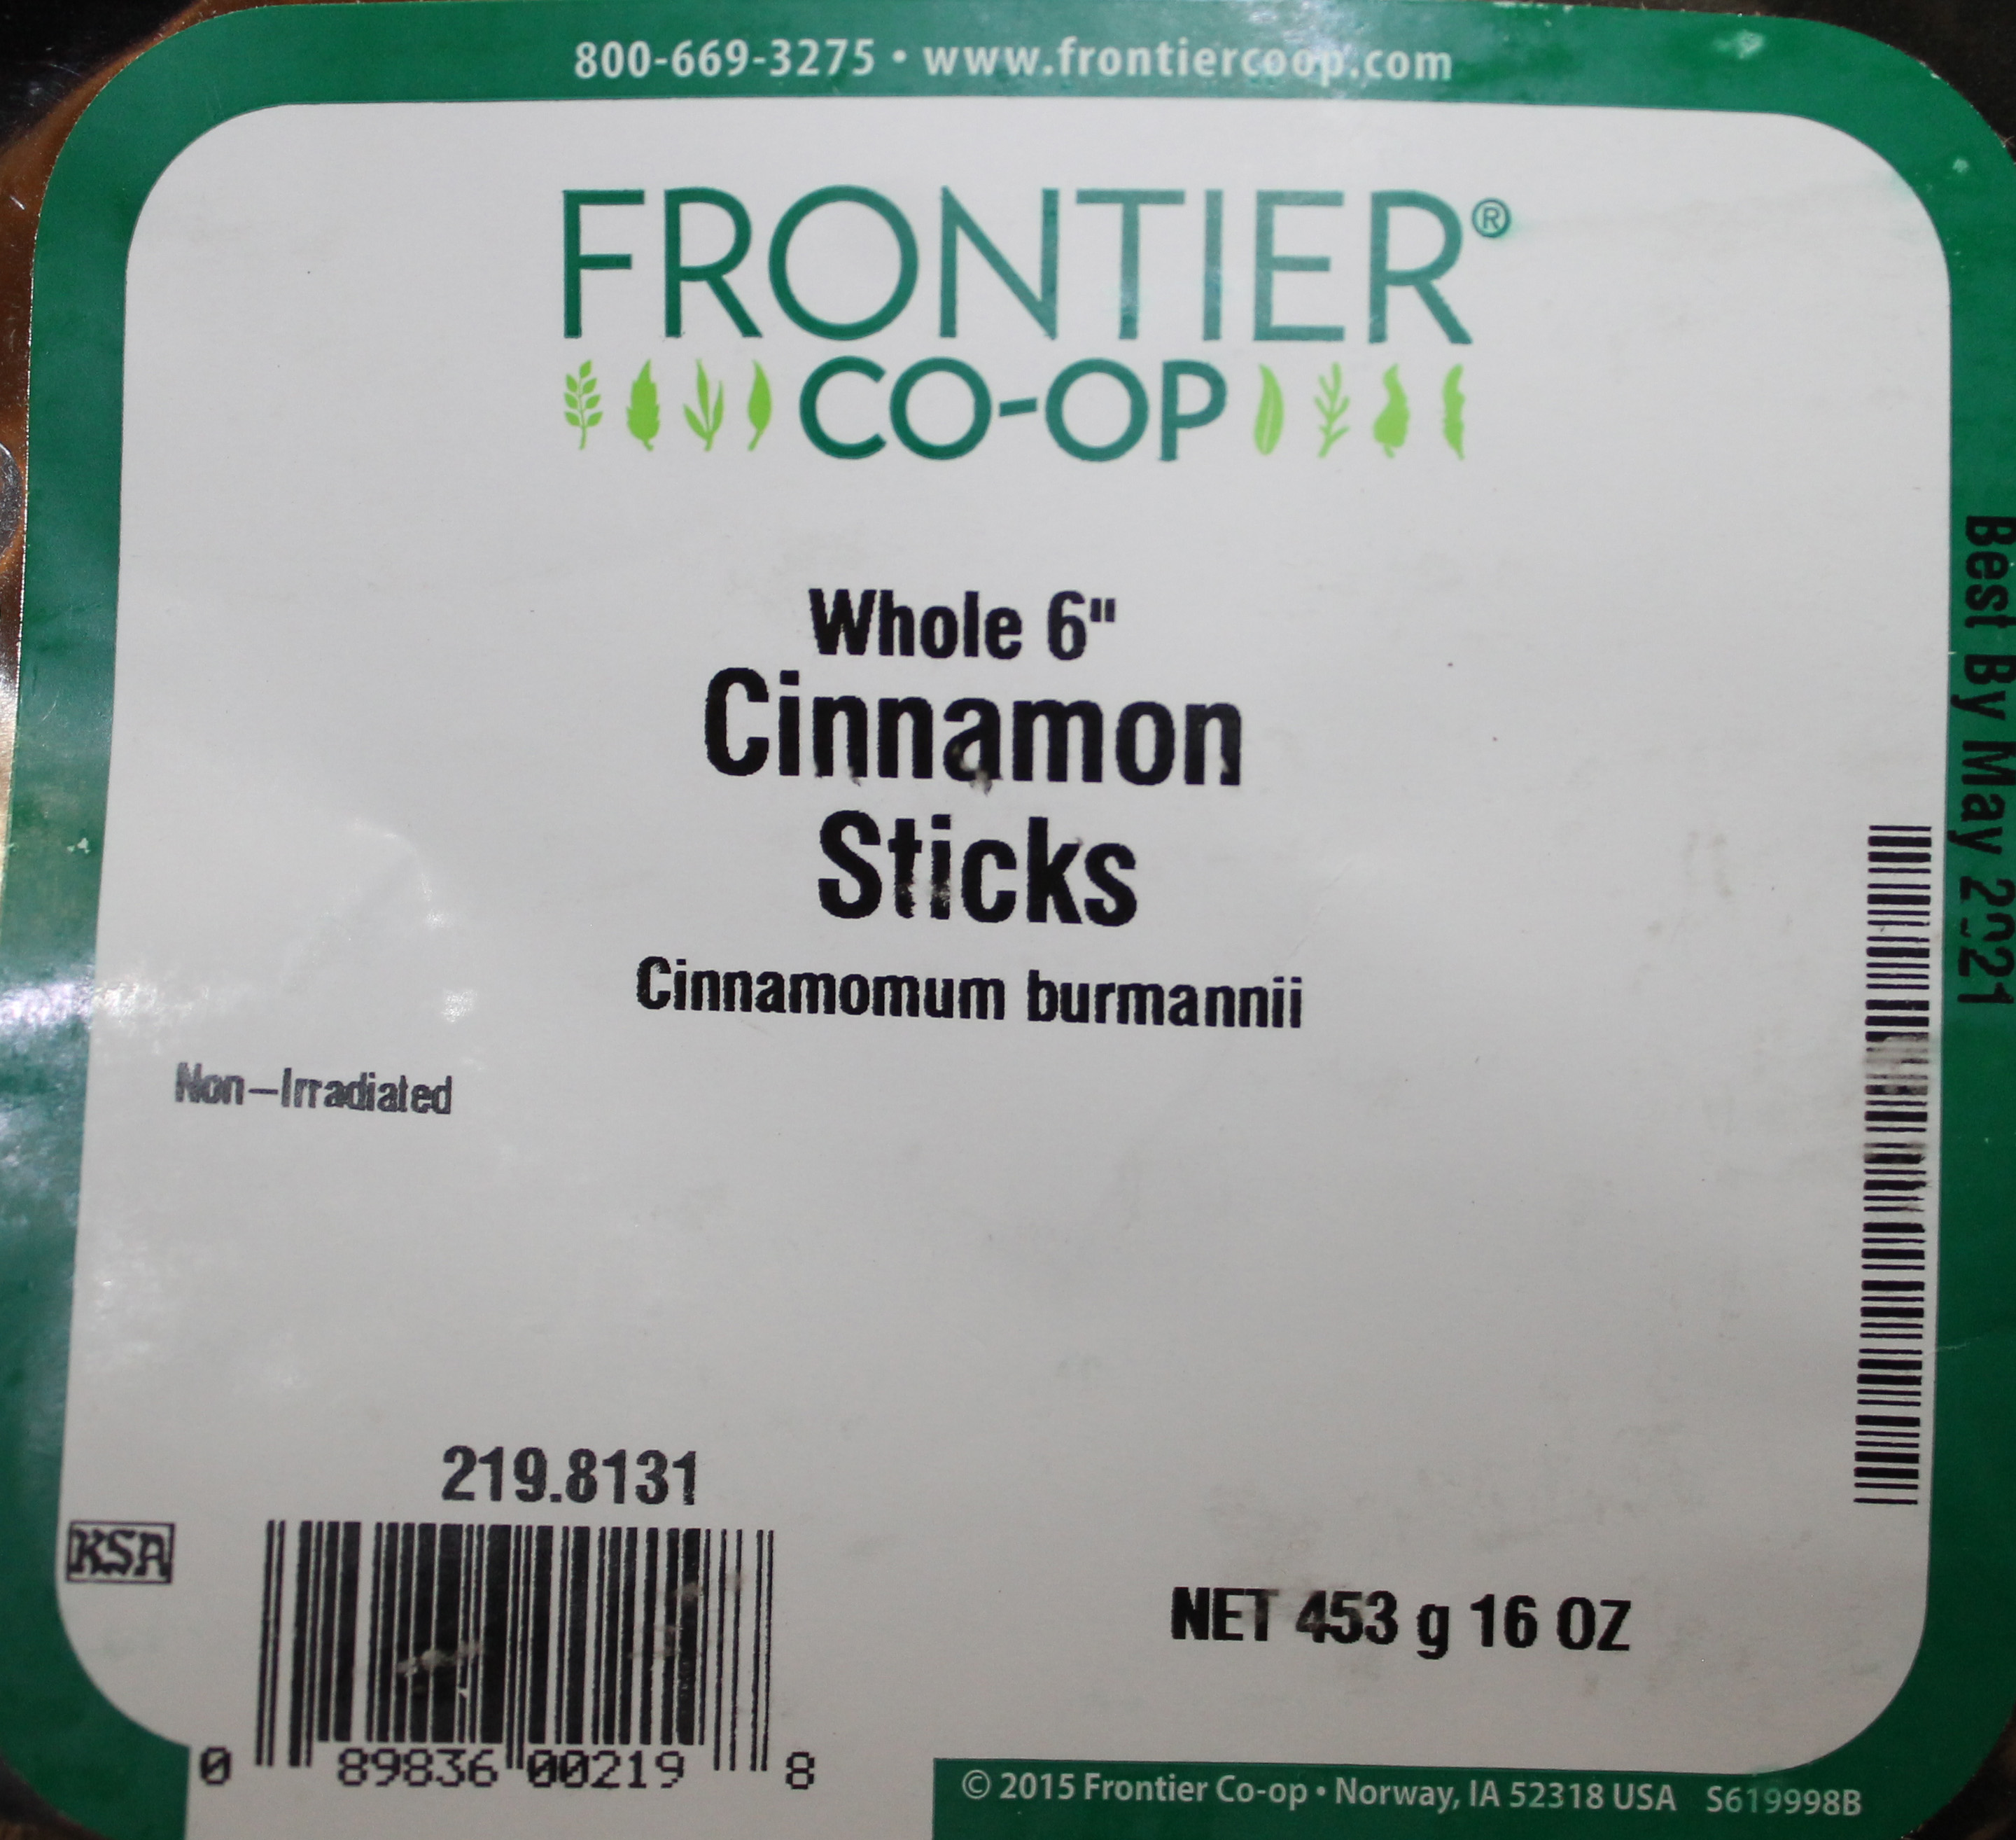 800-669-3275 • www.frontiercoop.com
FRONTIER®
CO-OP
Whole 6"
Cinnamon
Sticks
Cinnamomum burmannii
Non-Irradiated
Best By May 2021
219.8131
KSA
NET 453 g 16 OZ
0 89836 00219 8
© 2015 Frontier Co-op • Norway, IA 52318 USA S619998B